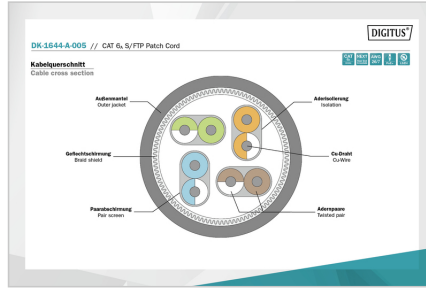 DIGITUS®
DK-1644-A-005 // CAT 6A S/FTP Patch Cord
Kabelquerschnitt
Cable cross section
Außenmantel
Outer jacket
Aderisolierung
Isolation
Geflechtschirmung
Braid shield
Cu-Draht
Cu-Wire
Paarabschirmung
Pair screen
Adernpaare
Twisted pair